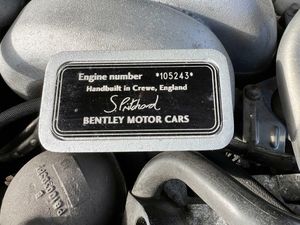 Engine number *105243*
Handbuilt in Crewe, England
S Pritchard
BENTLEY MOTOR CARS